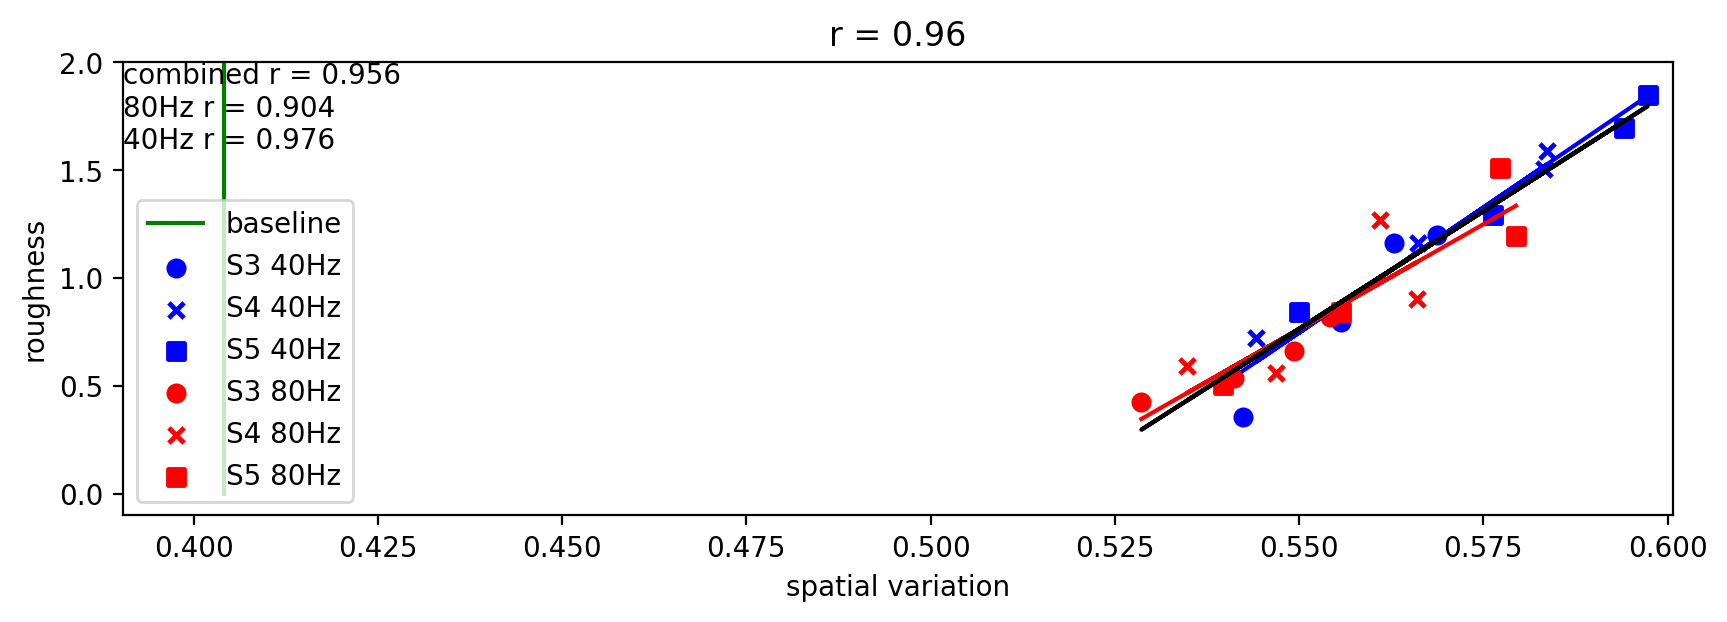 r = 0.96
combined r = 0.956
80Hz r = 0.904
40Hz r = 0.976
2.0
1.5
1.0
0.5
0.0
roughness
baseline
S3 40Hz
S4 40Hz
S5 40Hz
S3 80Hz
S4 80Hz
S5 80Hz
0.400 0.425 0.450 0.475 0.500 0.525 0.550 0.575 0.600
spatial variation